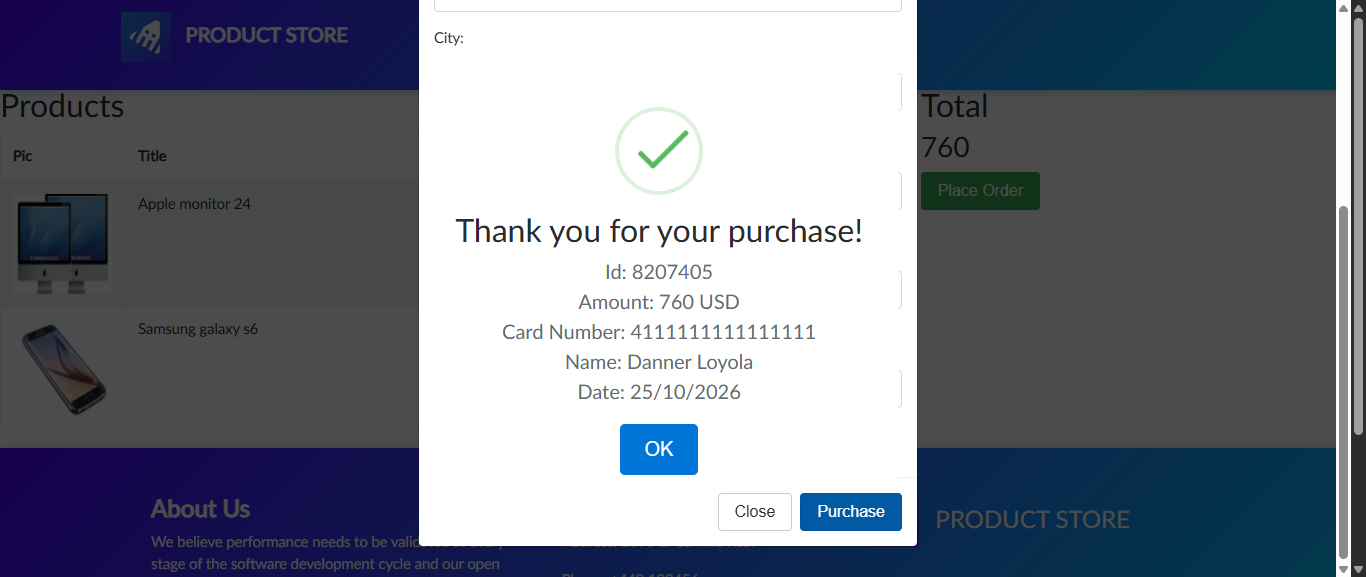 PRODUCT STORE
City:
Products
Total
760
Pic
Title
Place Order
Apple monitor 24
Samsung galaxy s6
Thank you for your purchase!
Id: 8207405
Amount: 760 USD
Card Number: 4111111111111111
Name: Danner Loyola
Date: 25/10/2026
OK
Close
Purchase
About Us
We believe performance needs to be
stage of the software development cycle and our open
PRODUCT STORE